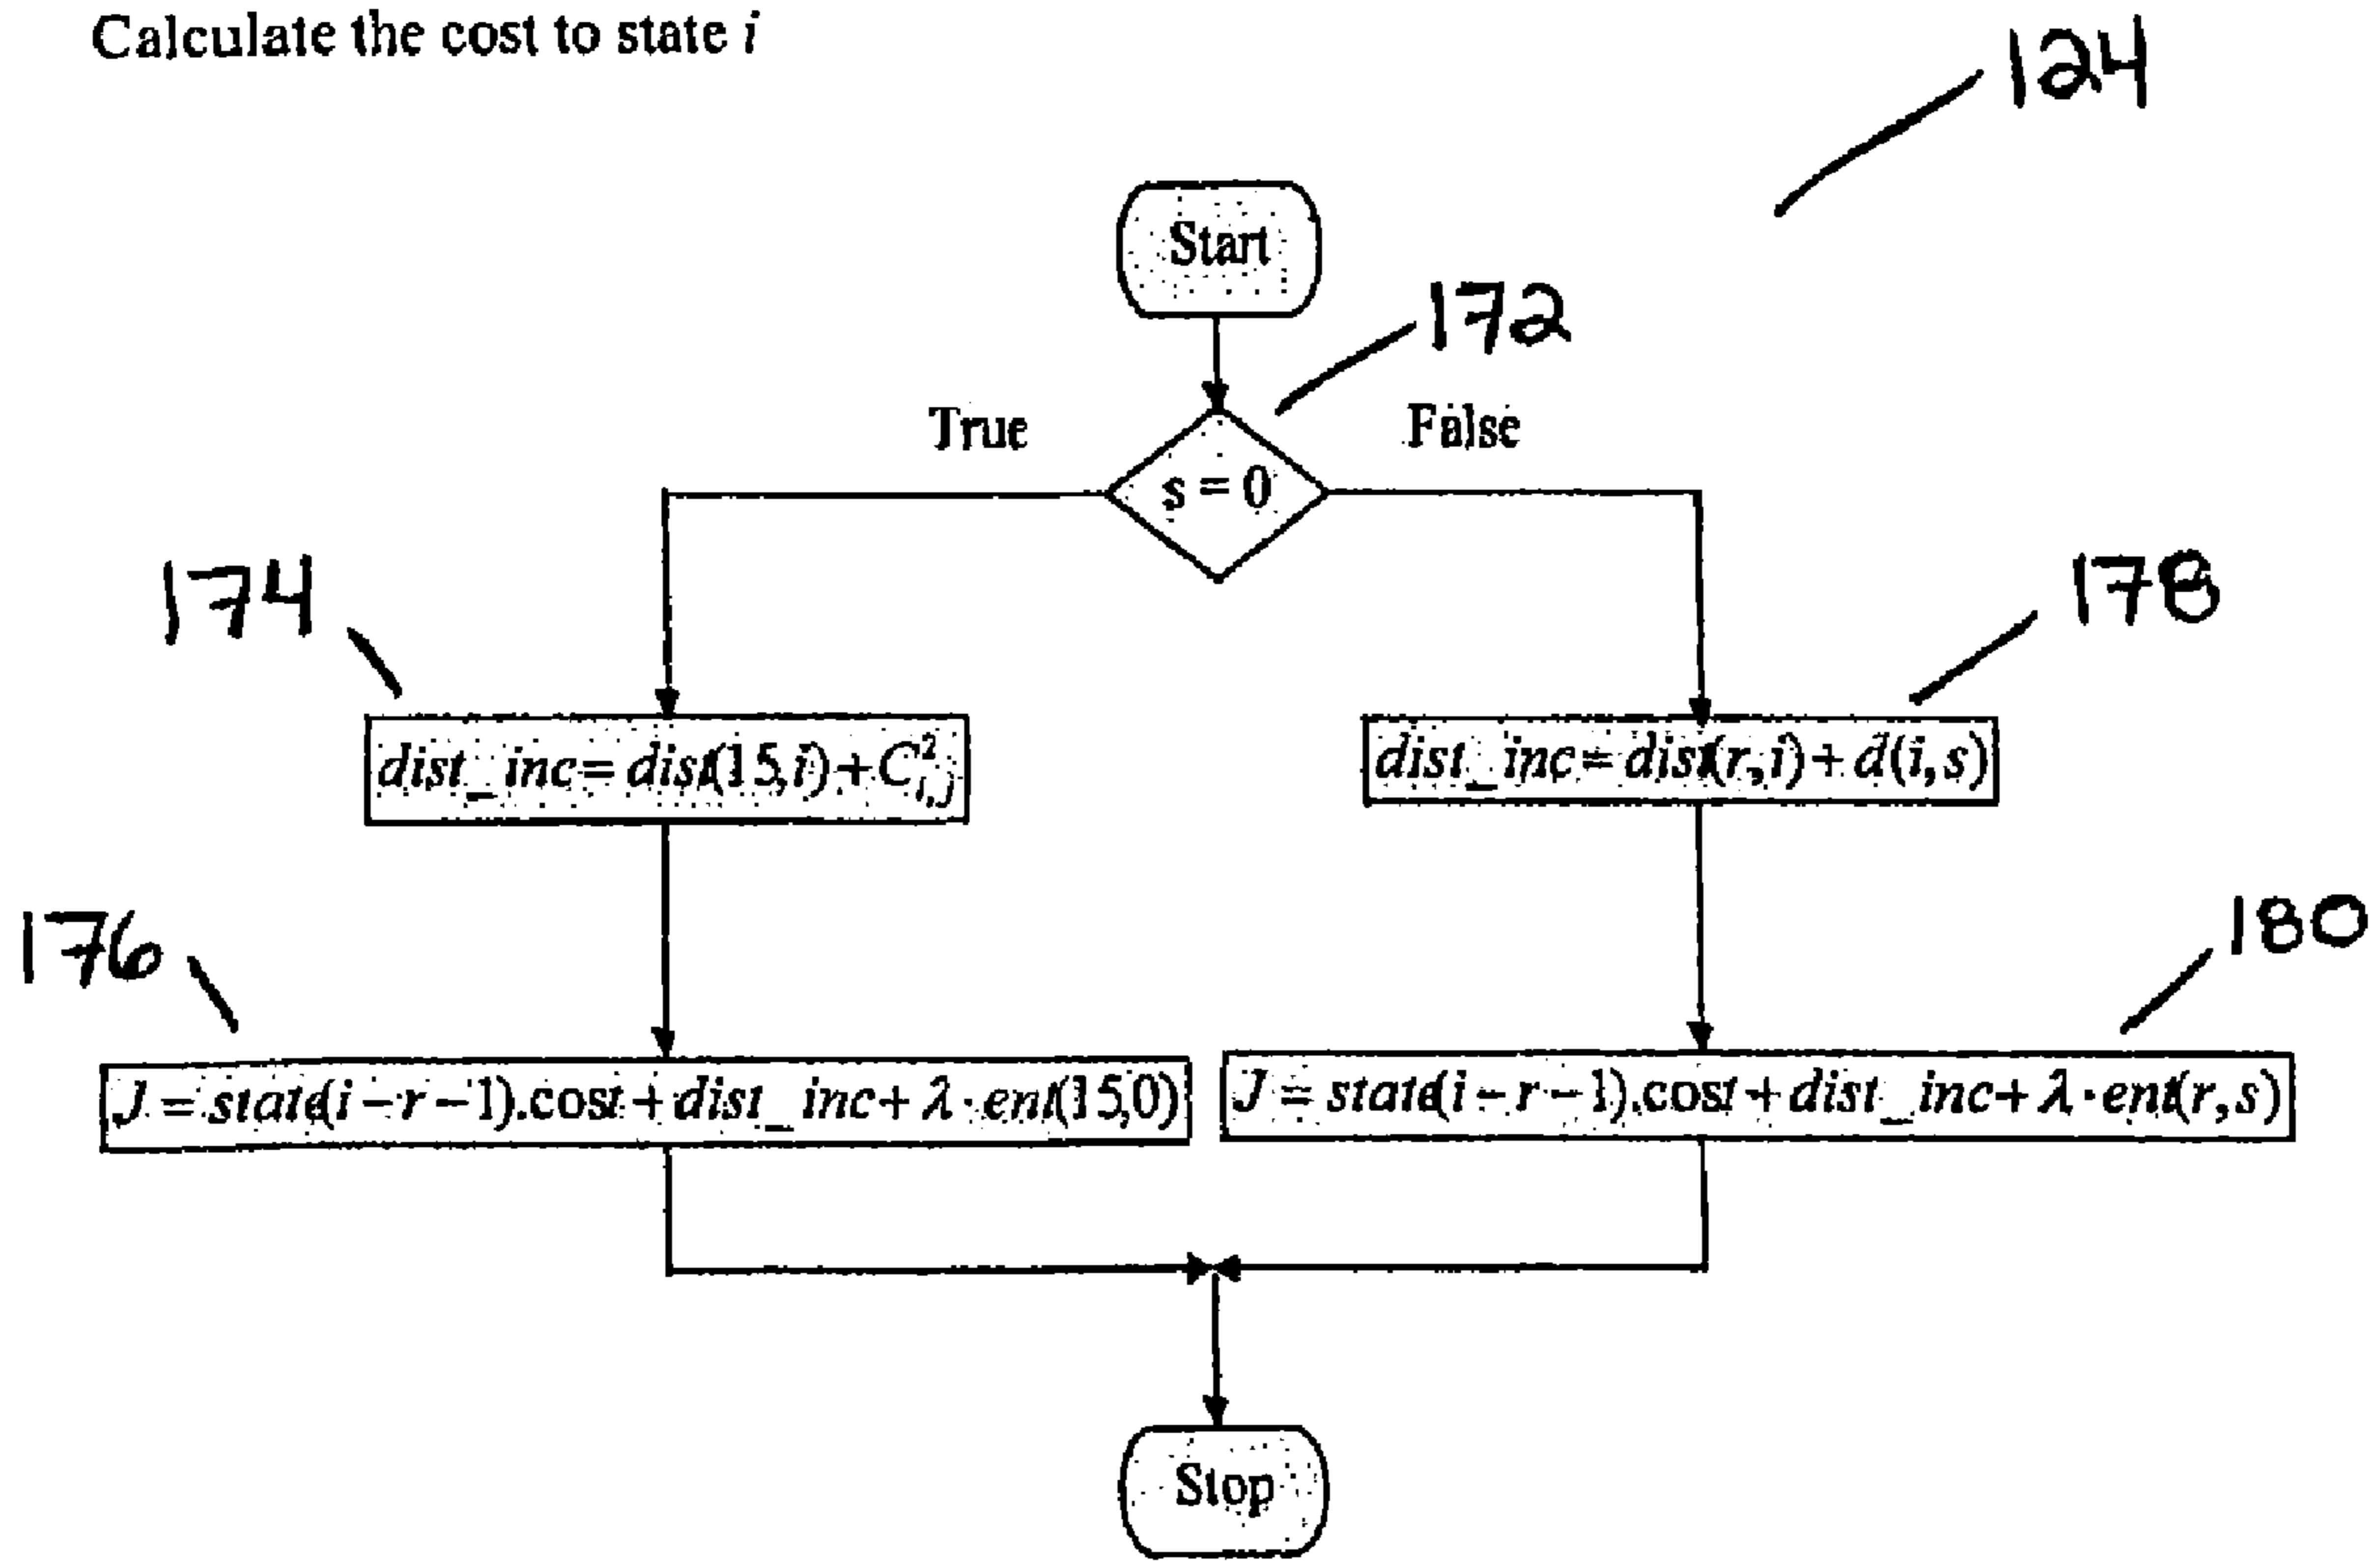 Calculate the cost to state i
124
Start
172
True
False
s = 0
174
178
dist_inc = dist(15,i) + C²i,j
dist_inc = dist(r,i) + d(i,s)
176
180
J = state(i − r − 1).cost + dist_inc + λ · ent(15,0)
J = state(i − r − 1).cost + dist_inc + λ · ent(r,s)
Stop